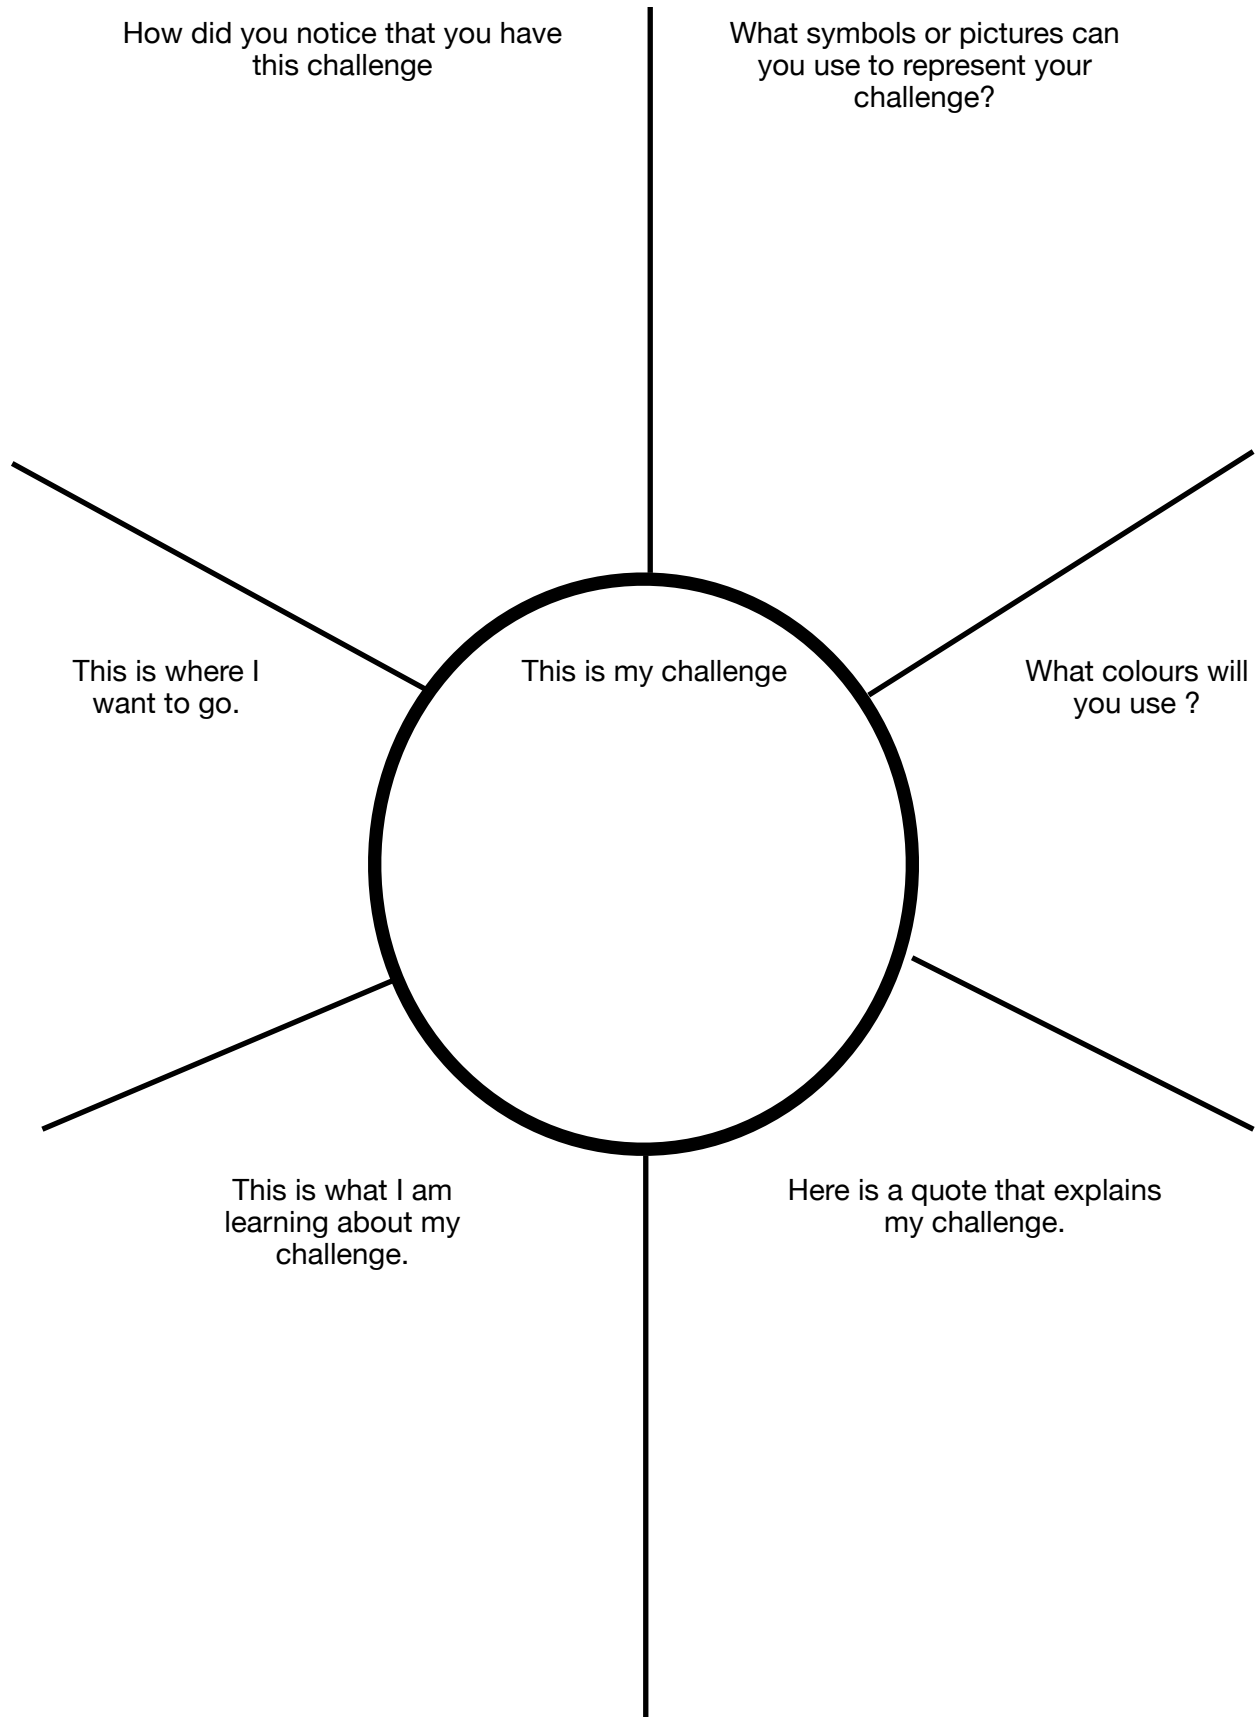 How did you notice that you have
this challenge
What symbols or pictures can
you use to represent your
challenge?
This is where I
want to go.
This is my challenge
What colours will
you use ?
This is what I am
learning about my
challenge.
Here is a quote that explains
my challenge.